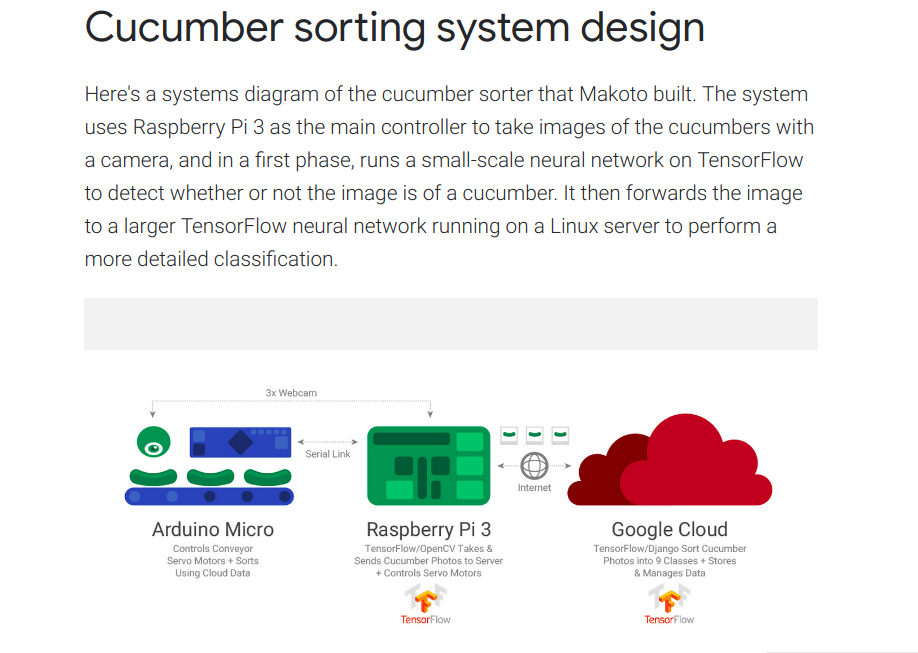 Cucumber sorting system design
Here's a systems diagram of the cucumber sorter that Makoto built. The system
uses Raspberry Pi 3 as the main controller to take images of the cucumbers with
a camera, and in a first phase, runs a small-scale neural network on TensorFlow
to detect whether or not the image is of a cucumber. It then forwards the image
to a larger TensorFlow neural network running on a Linux server to perform a
more detailed classification.
3x Webcam
Serial Link
Internet
Arduino Micro
Controls Conveyor
Servo Motors + Sorts
Using Cloud Data
Raspberry Pi 3
TensorFlow/OpenCV Takes &
Sends Cucumber Photos to Server
+ Controls Servo Motors
TensorFlow
Google Cloud
TensorFlow/Django Sort Cucumber
Photos into 9 Classes + Stores
& Manages Data
TensorFlow